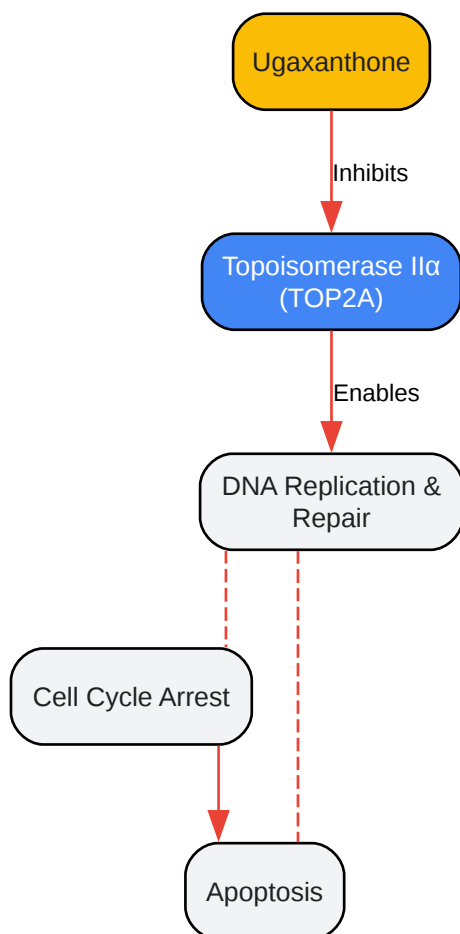 Ugaxanthone
Inhibits
Topoisomerase IIα
(TOP2A)
Enables
DNA Replication &
Repair
Cell Cycle Arrest
Apoptosis